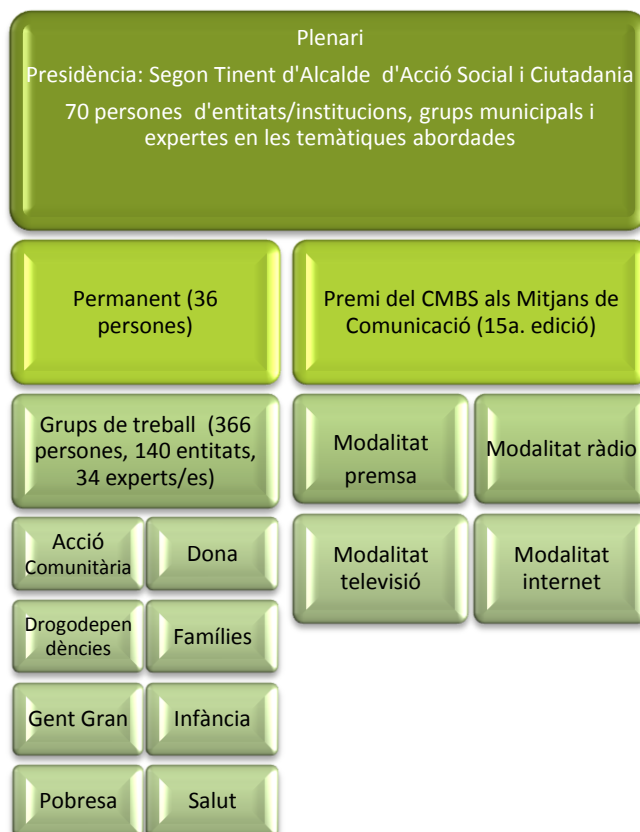 Plenari
Presidència: Segon Tinent d'Alcalde d'Acció Social i Ciutadania
70 persones d'entitats/institucions, grups municipals i
expertes en les temàtiques abordades
Permanent (36
persones)
Premi del CMBS als Mitjans de
Comunicació (15a. edició)
Grups de treball (366
persones, 140 entitats,
34 experts/es)
Modalitat
premsa
Modalitat ràdio
Acció
Comunitària
Dona
Modalitat
televisió
Modalitat
internet
Drogodepen
dències
Famílies
Gent Gran
Infància
Pobresa
Salut